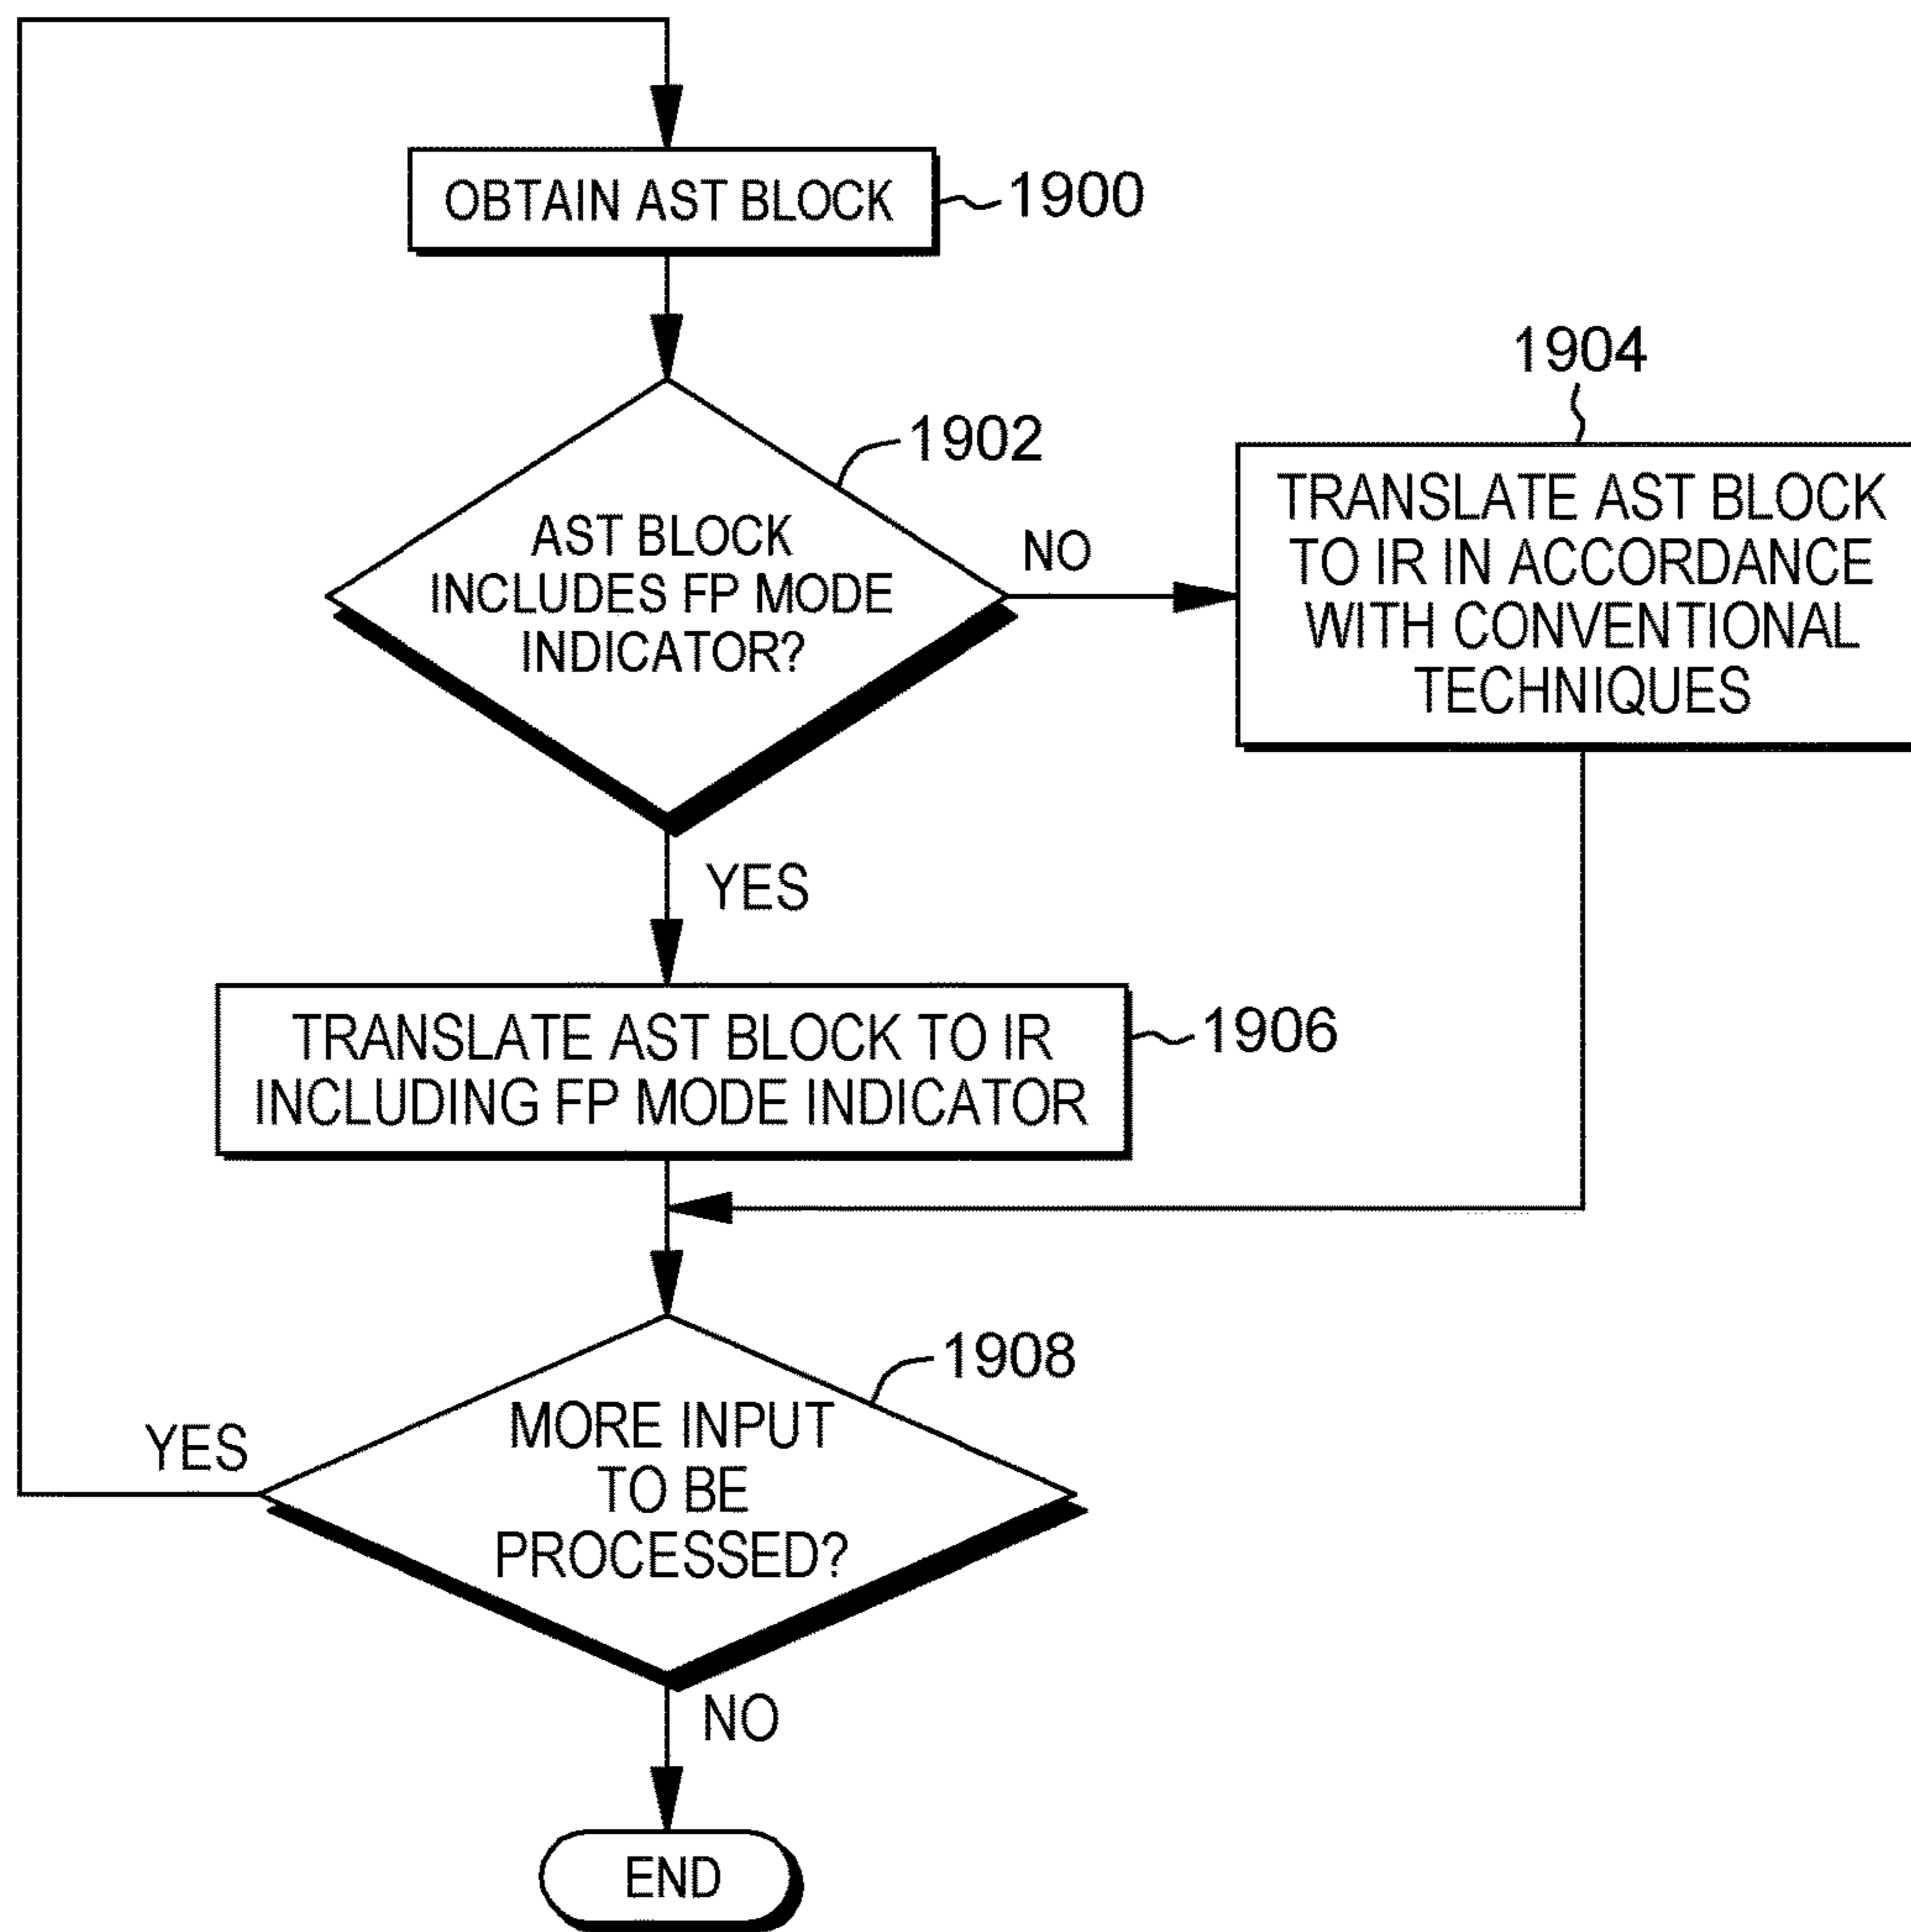 OBTAIN AST BLOCK
1900
1902
AST BLOCK
INCLUDES FP MODE
INDICATOR?
NO
1904
TRANSLATE AST BLOCK
TO IR IN ACCORDANCE
WITH CONVENTIONAL
TECHNIQUES
YES
TRANSLATE AST BLOCK TO IR
INCLUDING FP MODE INDICATOR
1906
1908
MORE INPUT
TO BE
PROCESSED?
YES
NO
END